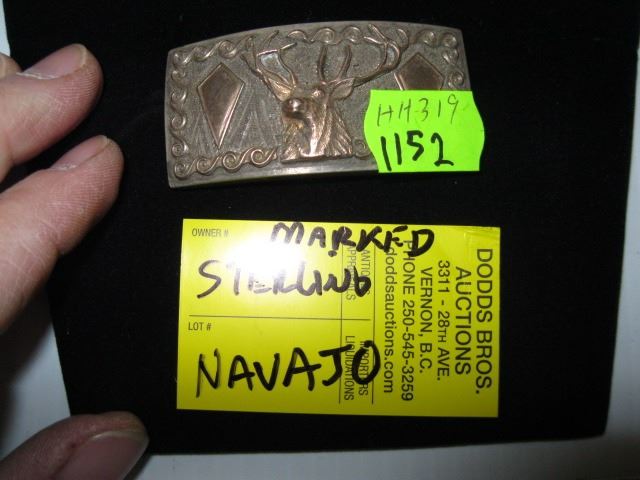 HH319
1152
OWNER #
MARKED
STERLING
LOT #
NAVAJO
DODDS BROS.
AUCTIONS
3311 - 28TH AVE.
VERNON, B.C.
PHONE 250-545-3259
doddsauctions.com
LIQUIDATIONS